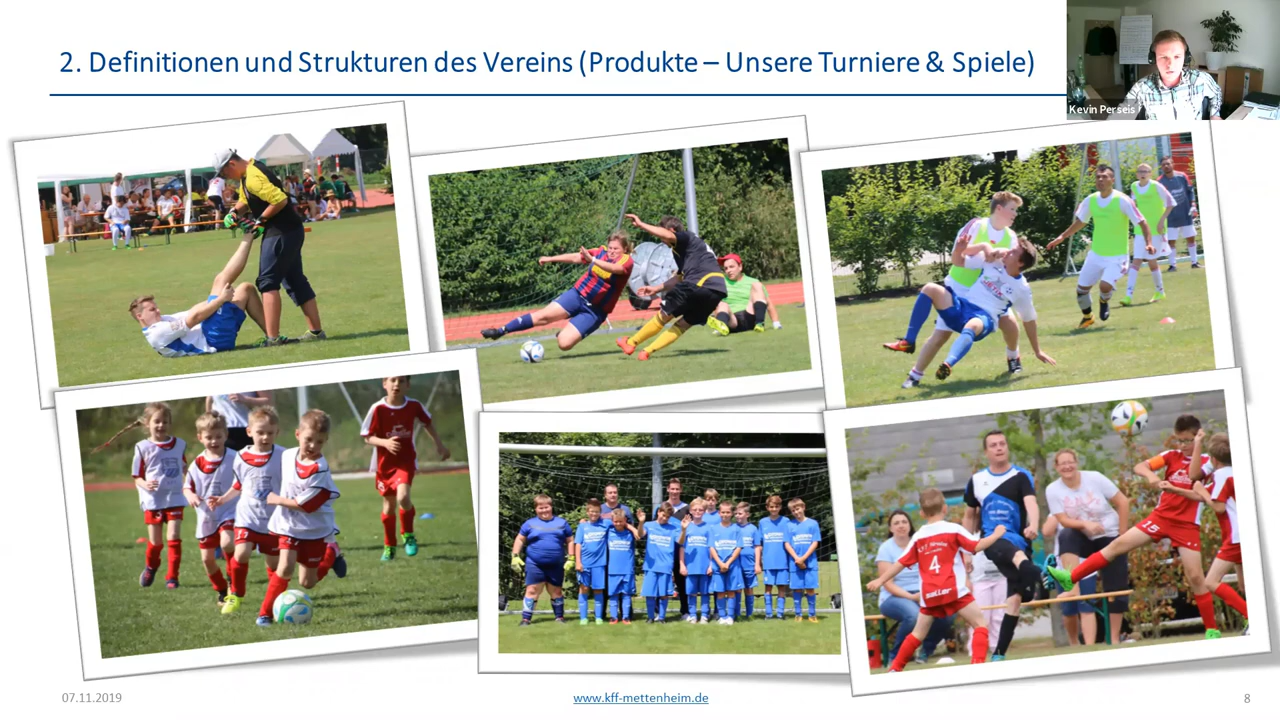 2. Definitionen und Strukturen des Vereins (Produkte – Unsere Turniere & Spiele)
Kevin Perseis
4
saller
15
07.11.2019
www.kff-mettenheim.de
8